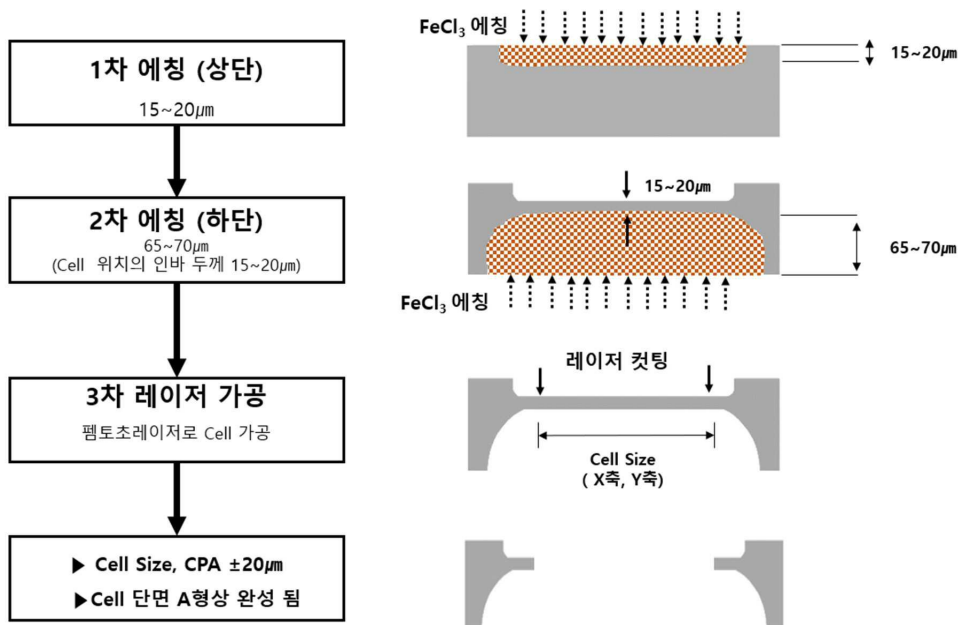 1차 에칭 (상단)
15~20㎛
2차 에칭 (하단)
65~70㎛
(Cell 위치의 인바 두께 15~20㎛)
3차 레이저 가공
펨토초레이저로 Cell 가공
▶ Cell Size, CPA ±20㎛
▶Cell 단면 A형상 완성 됨
FeCl₃ 에칭
15~20㎛
15~20㎛
65~70㎛
FeCl₃ 에칭
레이저 컷팅
Cell Size
( X축, Y축)